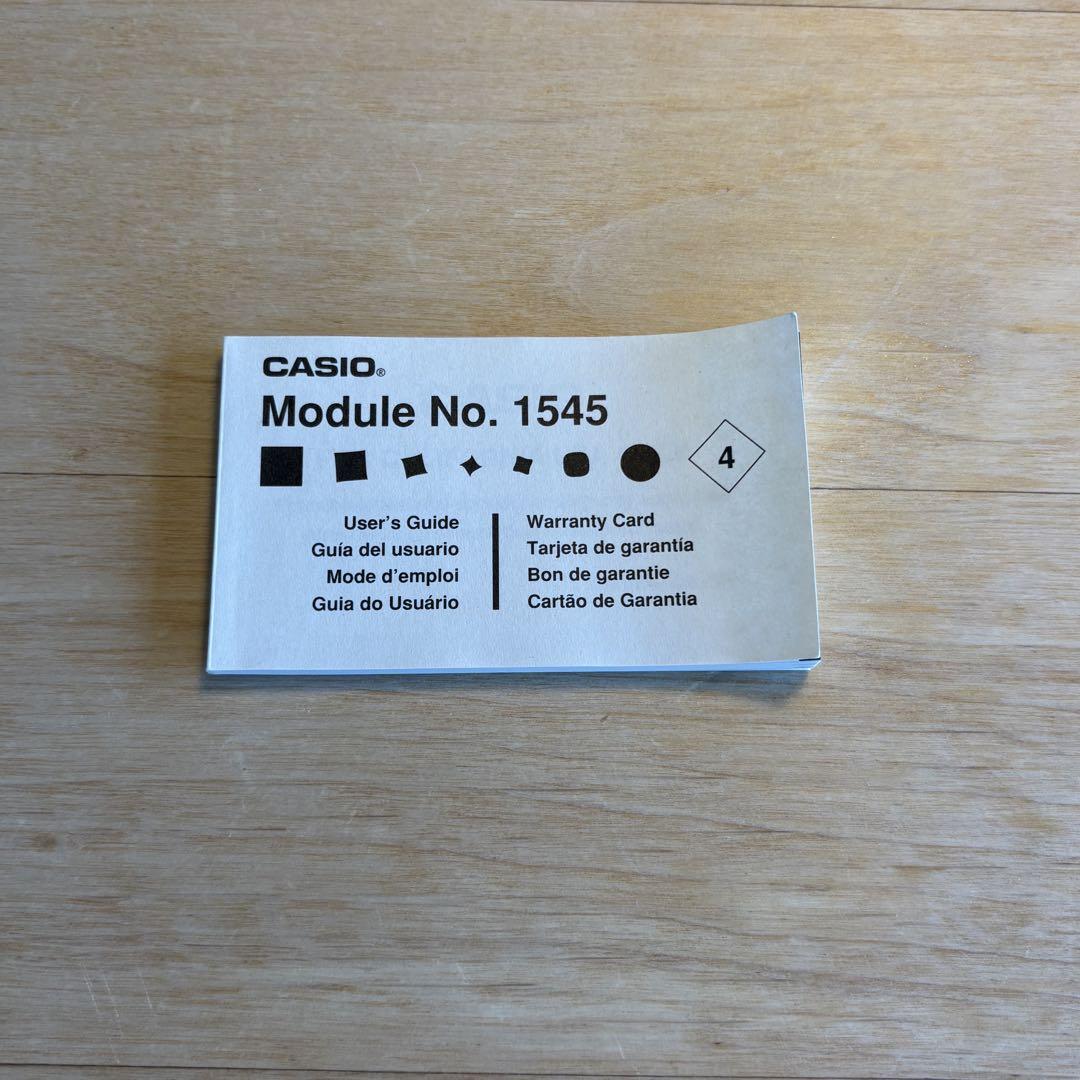 CASIO®
Module No. 1545
4
User's Guide
Guía del usuario
Mode d'emploi
Guia do Usuário
Warranty Card
Tarjeta de garantía
Bon de garantie
Cartão de Garantia